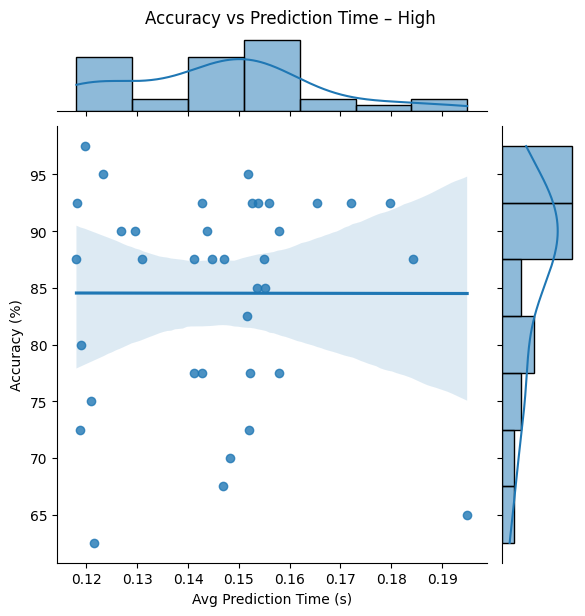 Accuracy vs Prediction Time – High
95
90
85
80
75
70
65
Accuracy (%)
0.12 0.13 0.14 0.15 0.16 0.17 0.18 0.19
Avg Prediction Time (s)